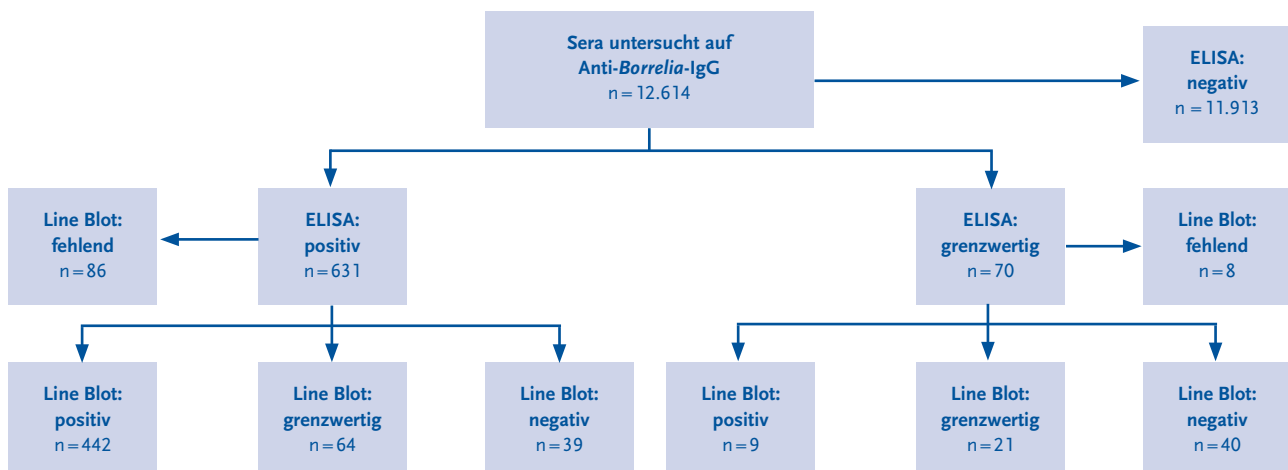 Sera untersucht auf
Anti-Borrelia-IgG
n = 12.614
ELISA:
negativ
n = 11.913
Line Blot:
fehlend
n = 86
ELISA:
positiv
n = 631
ELISA:
grenzwertig
n = 70
Line Blot:
fehlend
n = 8
Line Blot:
positiv
n = 442
Line Blot:
grenzwertig
n = 64
Line Blot:
negativ
n = 39
Line Blot:
positiv
n = 9
Line Blot:
grenzwertig
n = 21
Line Blot:
negativ
n = 40